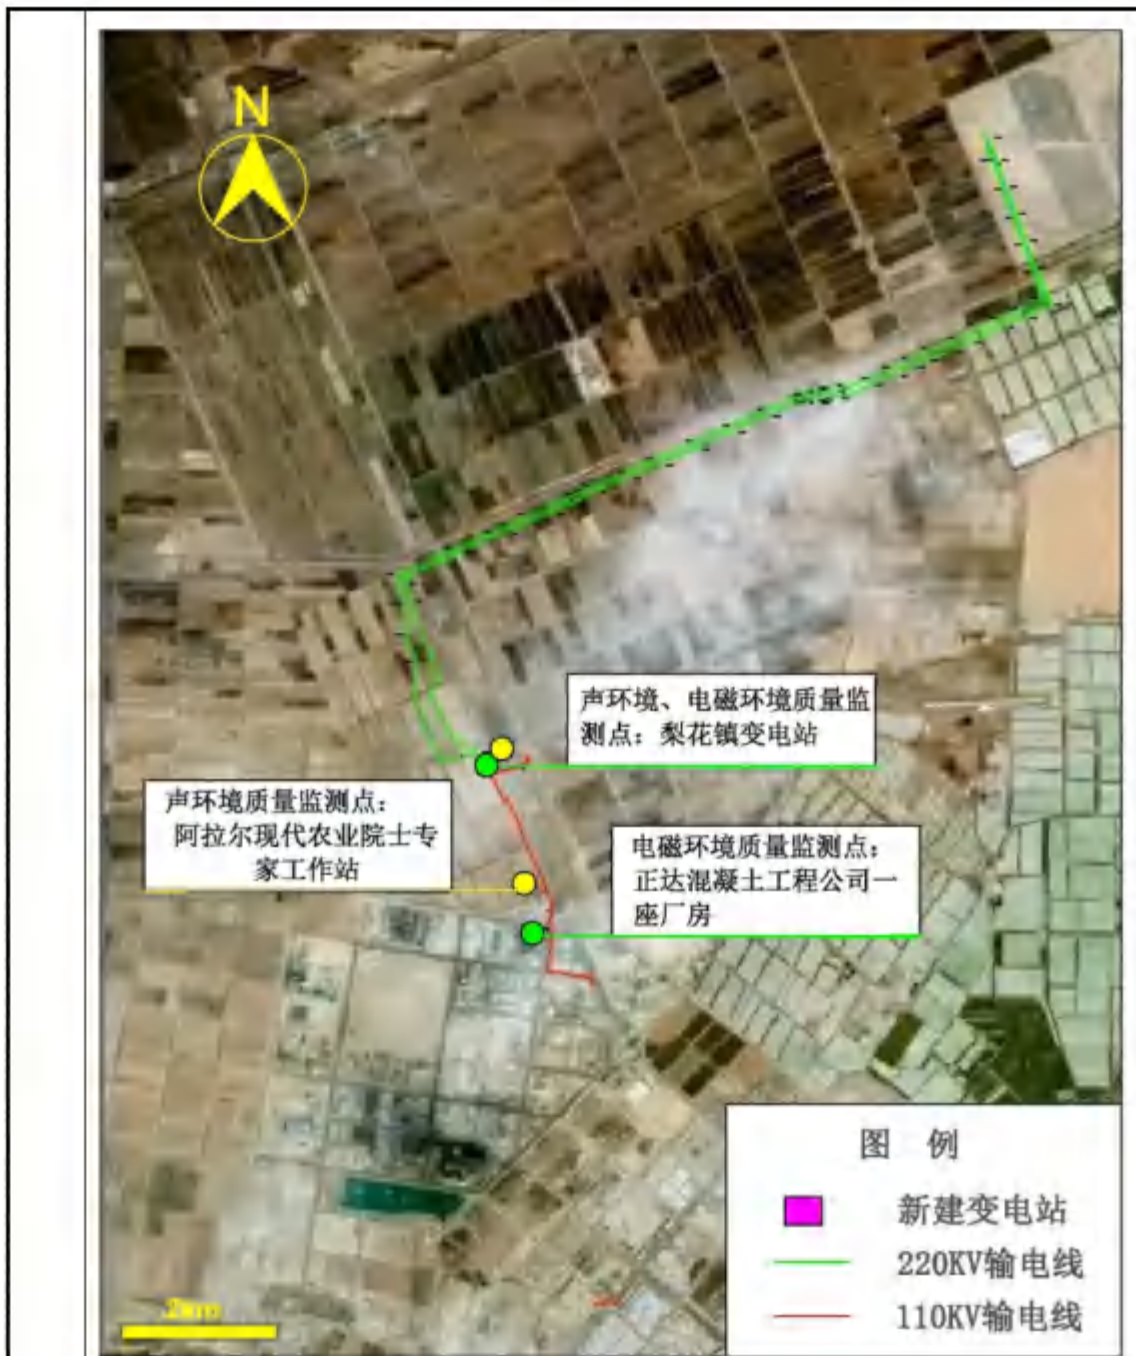 N
声环境、电磁环境质量监
测点：梨花镇变电站
声环境质量监测点：
阿拉尔现代农业院士专
家工作站
电磁环境质量监测点：
正达混凝土工程公司一
座厂房
图 例
新建变电站
220KV输电线
110KV输电线
2km